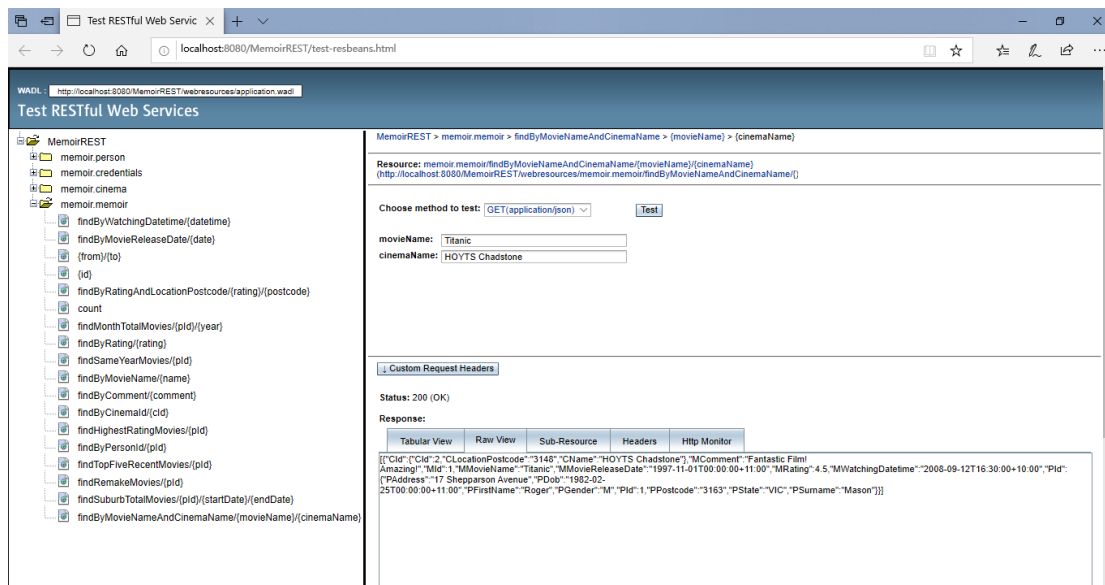 Test RESTful Web Servic
localhost:8080/MemoirREST/test-resbeans.html
WADL : http://localhost:8080/MemoirREST/webresources/application.wadl
Test RESTful Web Services
MemoirREST
memoir.person
memoir.credentials
memoir.cinema
memoir.memoir
findByWatchingDatetime/{datetime}
findByMovieReleaseDate/{date}
{from}/{to}
{id}
findByRatingAndLocationPostcode/{rating}/{postcode}
count
findMonthTotalMovies/{pId}/{year}
findByRating/{rating}
findSameYearMovies/{pId}
findByMovieName/{name}
findByComment/{comment}
findByCinemaId/{cId}
findHighestRatingMovies/{pId}
findByPersonId/{pId}
findTopFiveRecentMovies/{pId}
findRemakeMovies/{pId}
findSuburbTotalMovies/{pId}/{startDate}/{endDate}
findByMovieNameAndCinemaName/{movieName}/{cinemaName}
MemoirREST > memoir.memoir > findByMovieNameAndCinemaName > {movieName} > {cinemaName}
Resource: memoir.memoir/findByMovieNameAndCinemaName/{movieName}/{cinemaName}
(http://localhost:8080/MemoirREST/webresources/memoir.memoir/findByMovieNameAndCinemaName/{)
Choose method to test: GET(application/json) Test
movieName: Titanic
cinemaName: HOYTS Chadstone
↓ Custom Request Headers
Status: 200 (OK)
Response:
Tabular View Raw View Sub-Resource Headers Http Monitor
[{"CId":{"CId":2,"CLocationPostcode":"3148","CName":"HOYTS Chadstone"},"MComment":"Fantastic Film!
Amazing!","MId":1,"MMovieName":"Titanic","MMovieReleaseDate":"1997-11-01T00:00:00+11:00","MRating":4.5,"MWatchingDatetime":"2008-09-12T16:30:00+10:00","PId":
{"PAddress":"17 Shepparson Avenue","PDob":"1982-02-
25T00:00:00+11:00","PFirstName":"Roger","PGender":"M","PId":1,"PPostcode":"3163","PState":"VIC","PSurname":"Mason"}}]